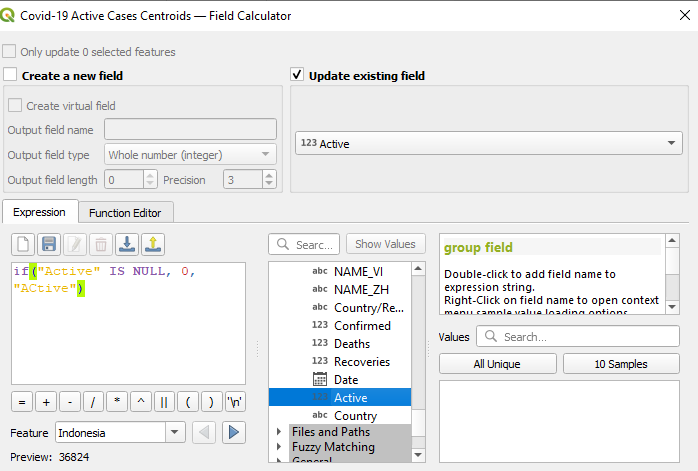 Covid-19 Active Cases Centroids — Field Calculator
Only update 0 selected features
Create a new field
Update existing field
Create virtual field
Output field name
Output field type
Whole number (integer)
Output field length
0
Precision
3
123 Active
Expression
Function Editor
if("Active" IS NULL, 0,
"ACtive")
= + - / * ^ || ( ) '\n'
Feature
Indonesia
Preview: 36824
Searc...
Show Values
abc NAME_VI
abc NAME_ZH
abc Country/Re...
123 Confirmed
123 Deaths
123 Recoveries
Date
123 Active
abc Country
Files and Paths
Fuzzy Matching
General
group field
Double-click to add field name to
expression string.
Right-Click on field name to open context
menu sample value loading options.
Values
Search...
All Unique
10 Samples